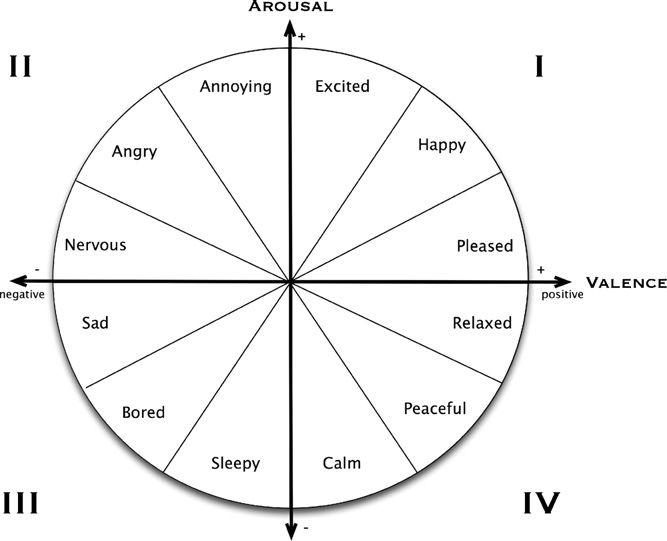 AROUSAL
+
II
I
Annoying
Excited
Angry
Happy
Nervous
Pleased
-
+
negative
positive
VALENCE
Sad
Relaxed
Bored
Peaceful
Sleepy
Calm
III
IV
-